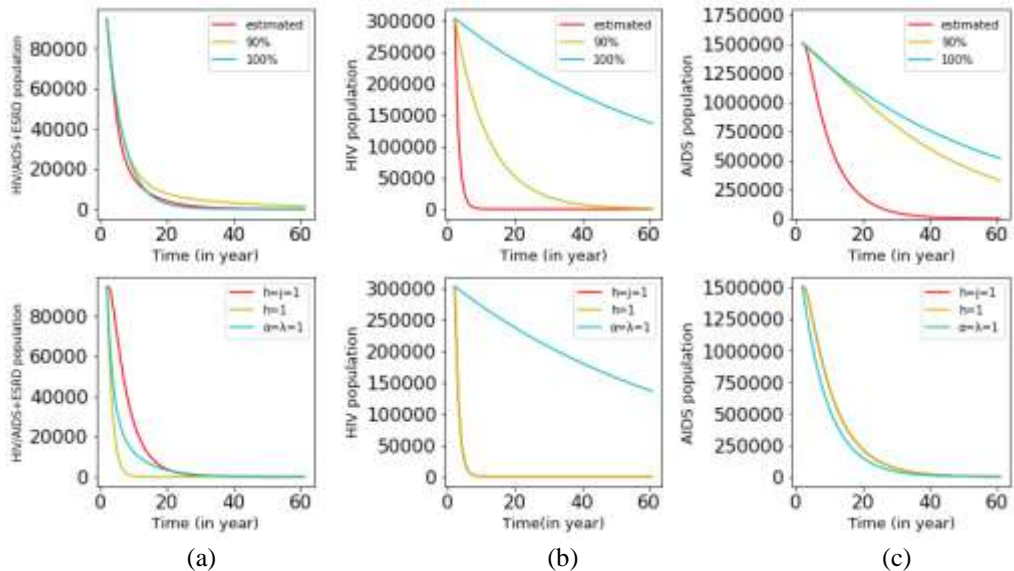 HIV/AIDS+ESRD population
80000
60000
40000
20000
0
0 20 40 60
Time (in year)
estimated
90%
100%
HIV population
300000
250000
200000
150000
100000
50000
0
0 20 40 60
Time (in year)
estimated
90%
100%
AIDS population
1750000
1500000
1250000
1000000
750000
500000
250000
0
0 20 40 60
Time (in year)
estimated
90%
100%
HIV/AIDS+ESRD population
80000
60000
40000
20000
0
0 20 40 60
Time (in year)
h=j=1
h=1
α=λ=1
HIV population
300000
250000
200000
150000
100000
50000
0
0 20 40 60
Time(in year)
h=j=1
h=1
α=λ=1
AIDS population
1500000
1250000
1000000
750000
500000
250000
0
0 20 40 60
Time (in year)
h=j=1
h=1
α=λ=1
(a) (b) (c)